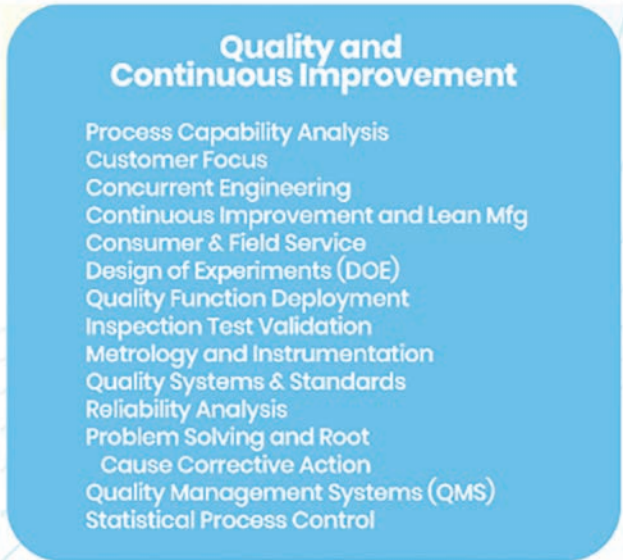 Quality and
Continuous Improvement
Process Capability Analysis
Customer Focus
Concurrent Engineering
Continuous Improvement and Lean Mfg
Consumer & Field Service
Design of Experiments (DOE)
Quality Function Deployment
Inspection Test Validation
Metrology and Instrumentation
Quality Systems & Standards
Reliability Analysis
Problem Solving and Root
Cause Corrective Action
Quality Management Systems (QMS)
Statistical Process Control